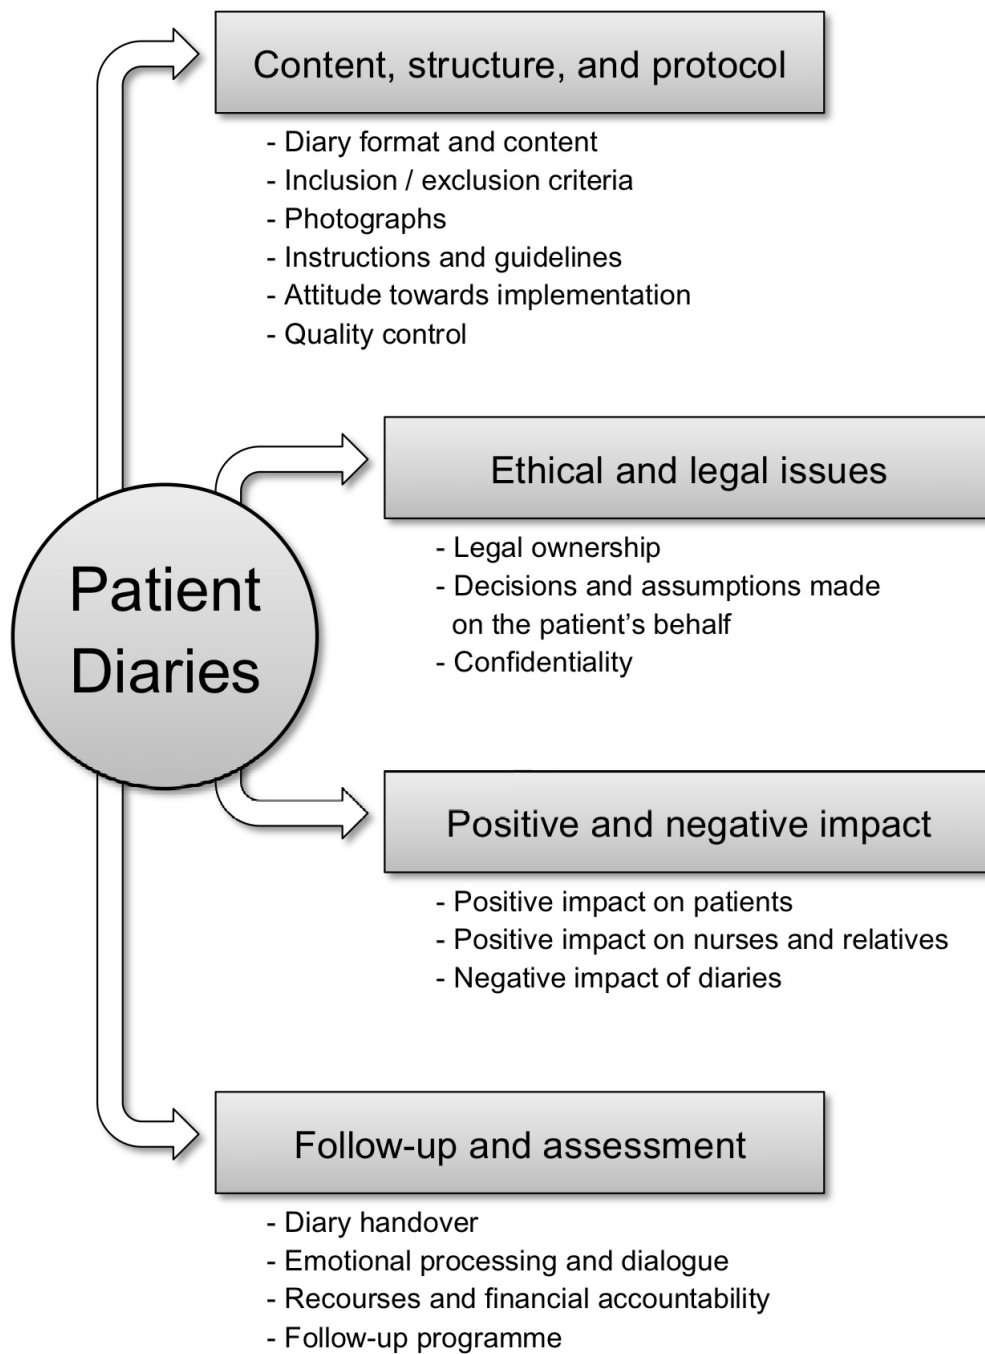 Content, structure, and protocol
- Diary format and content
- Inclusion / exclusion criteria
- Photographs
- Instructions and guidelines
- Attitude towards implementation
- Quality control
Patient
Diaries
Ethical and legal issues
- Legal ownership
- Decisions and assumptions made
on the patient’s behalf
- Confidentiality
Positive and negative impact
- Positive impact on patients
- Positive impact on nurses and relatives
- Negative impact of diaries
Follow-up and assessment
- Diary handover
- Emotional processing and dialogue
- Recourses and financial accountability
- Follow-up programme